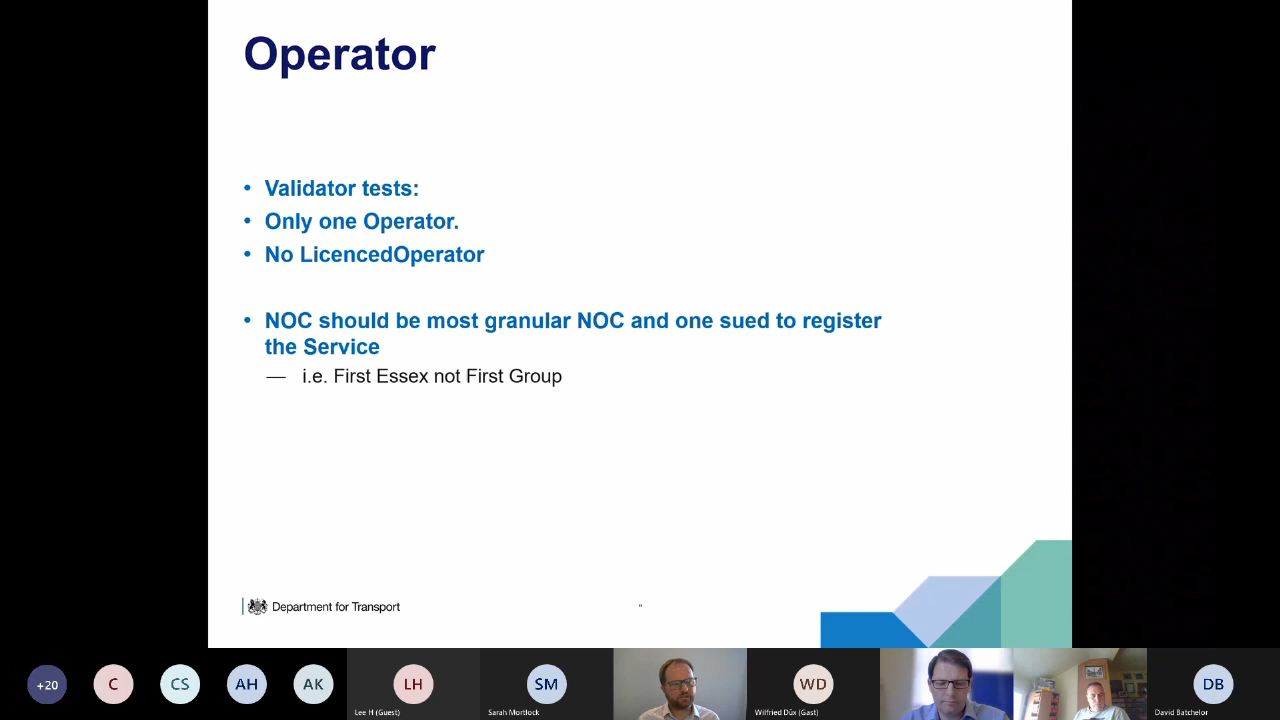 Operator
• Validator tests:
• Only one Operator.
• No LicencedOperator
• NOC should be most granular NOC and one sued to register
the Service
— i.e. First Essex not First Group
Department for Transport
+20
C
CS
AH
AK
LH
SM
WD
DB
Lee H (Guest)
Sarah Mortlock
Wilfried Düx (Gast)
David Batchelor